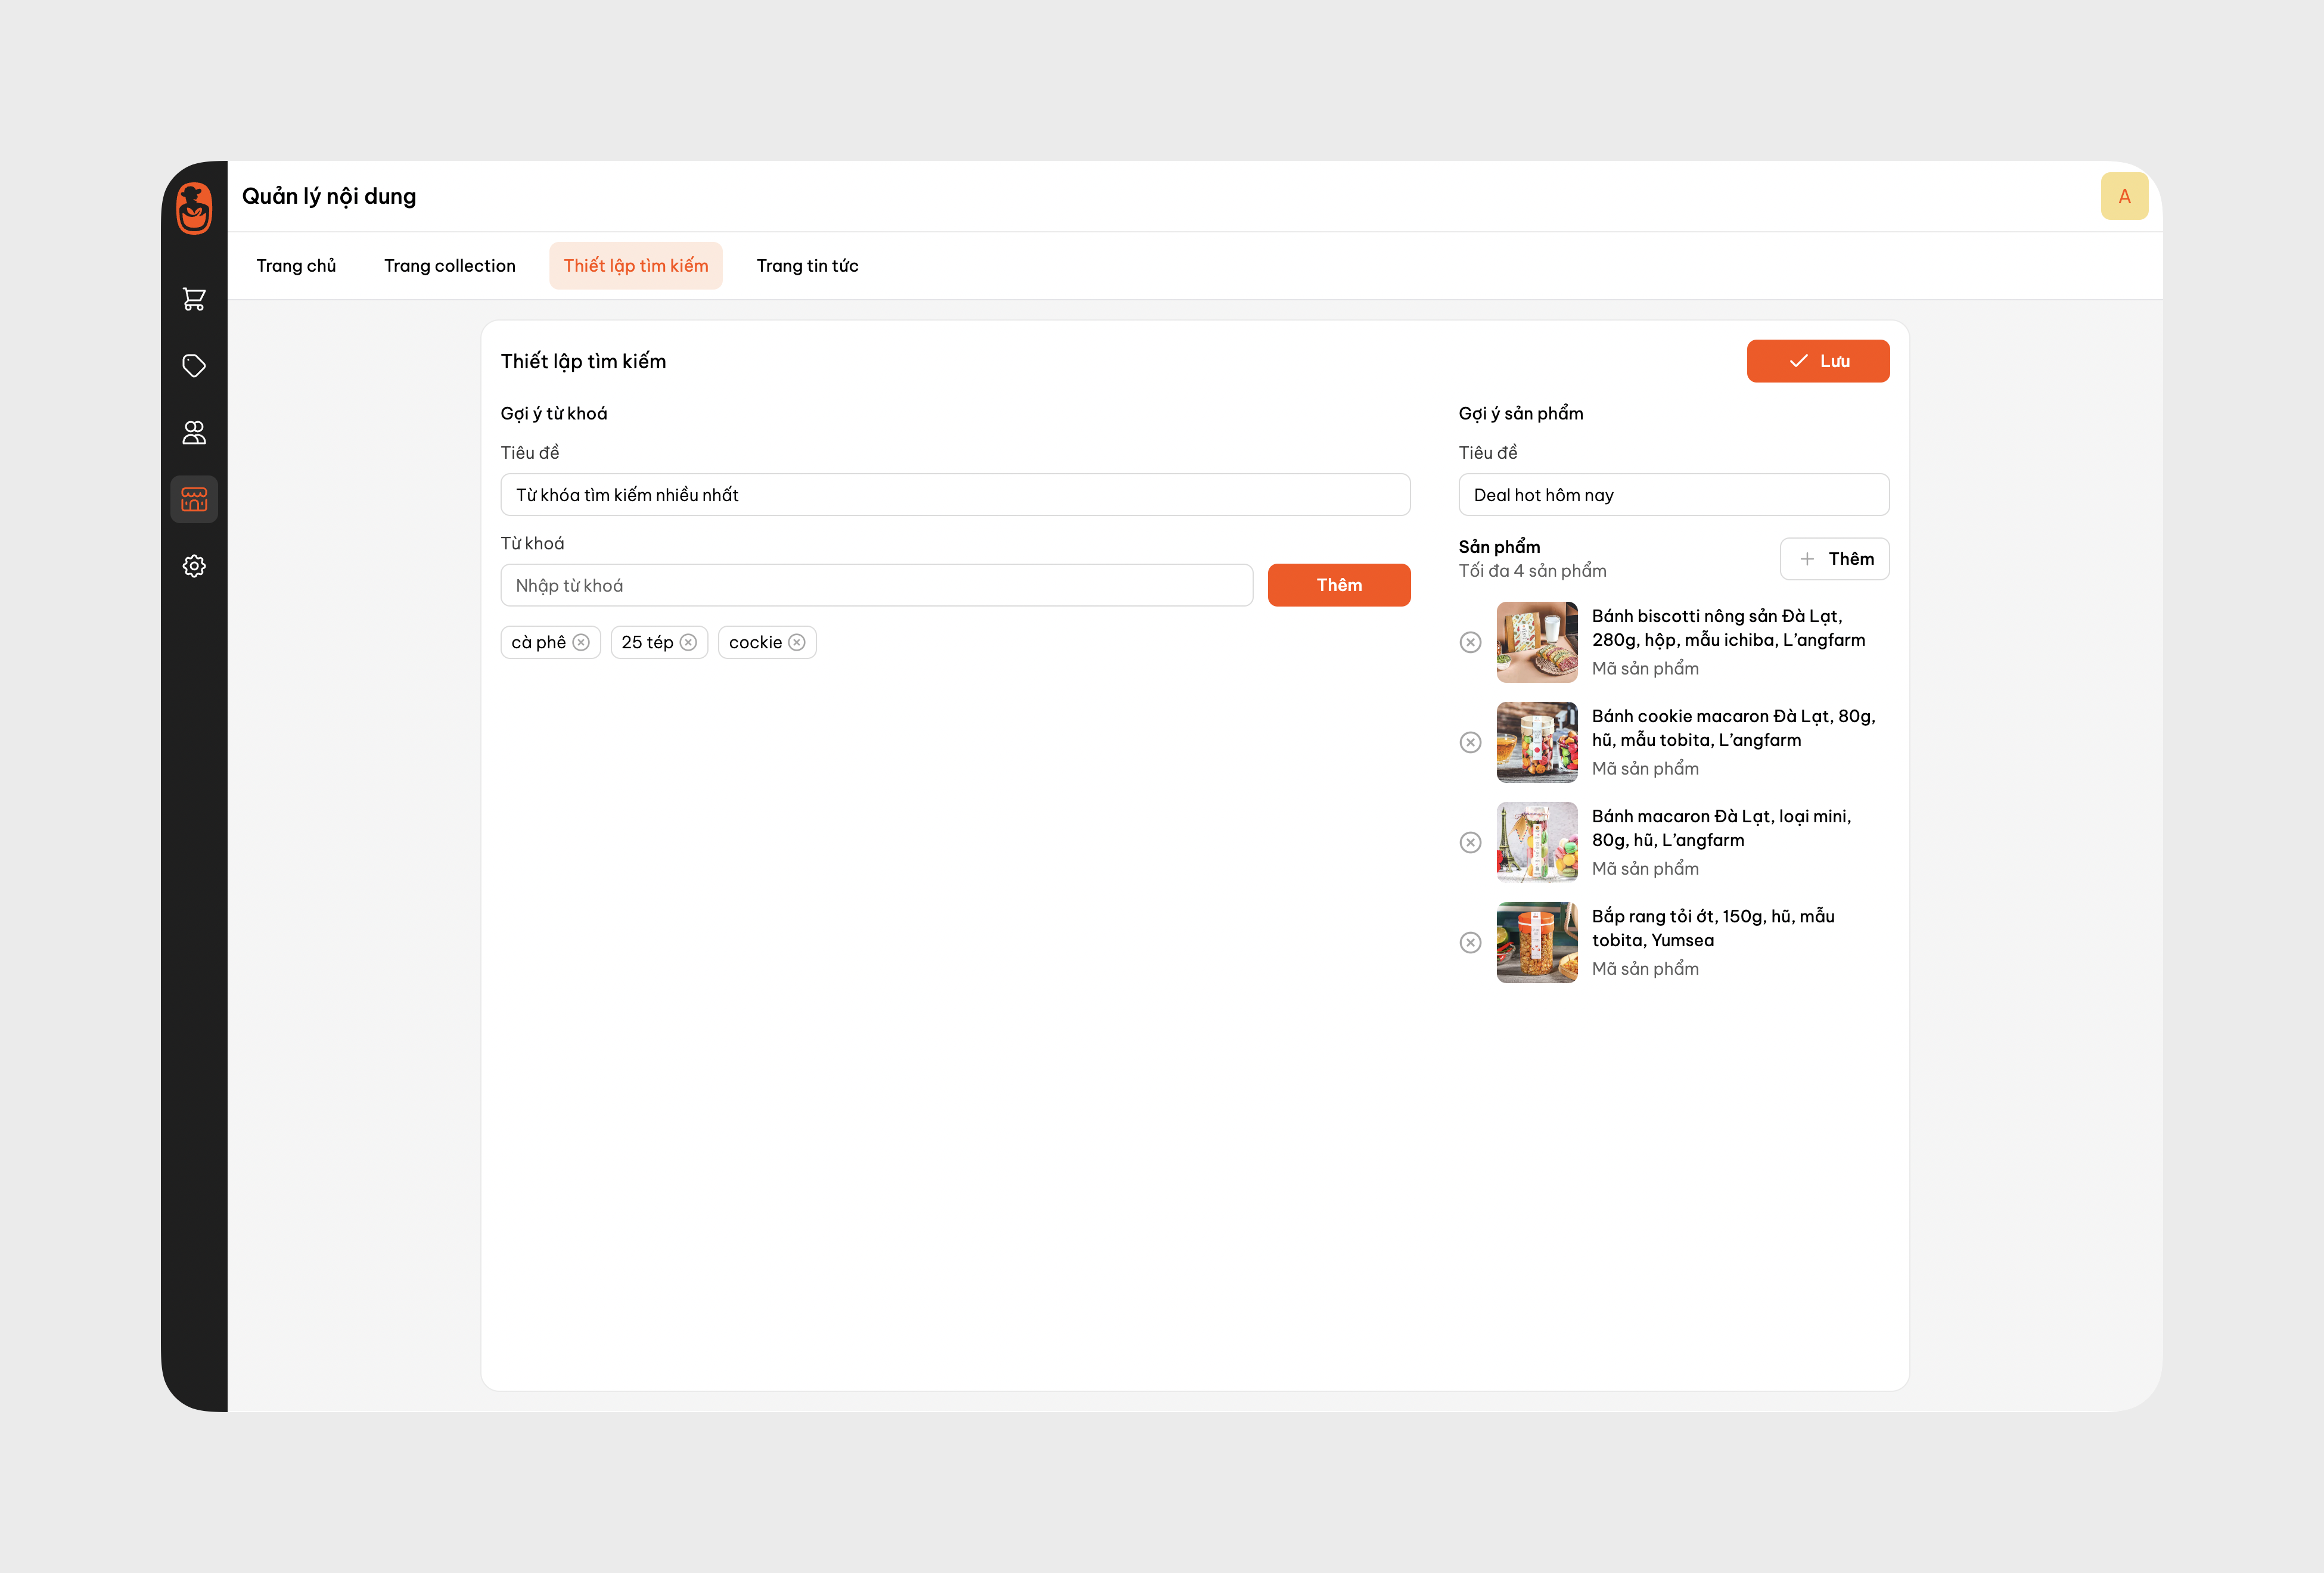 Quản lý nội dung
A
Trang chủ
Trang collection
Thiết lập tìm kiếm
Trang tin tức
Thiết lập tìm kiếm
Lưu
Gợi ý từ khoá
Tiêu đề
Từ khóa tìm kiếm nhiều nhất
Từ khoá
Nhập từ khoá
Thêm
cà phê
25 tép
cockie
Gợi ý sản phẩm
Tiêu đề
Deal hot hôm nay
Sản phẩm
Tối đa 4 sản phẩm
Thêm
Bánh biscotti nông sản Đà Lạt,
280g, hộp, mẫu ichiba, L’angfarm
Mã sản phẩm
Bánh cookie macaron Đà Lạt, 80g,
hũ, mẫu tobita, L’angfarm
Mã sản phẩm
Bánh macaron Đà Lạt, loại mini,
80g, hũ, L’angfarm
Mã sản phẩm
Bắp rang tỏi ớt, 150g, hũ, mẫu
tobita, Yumsea
Mã sản phẩm